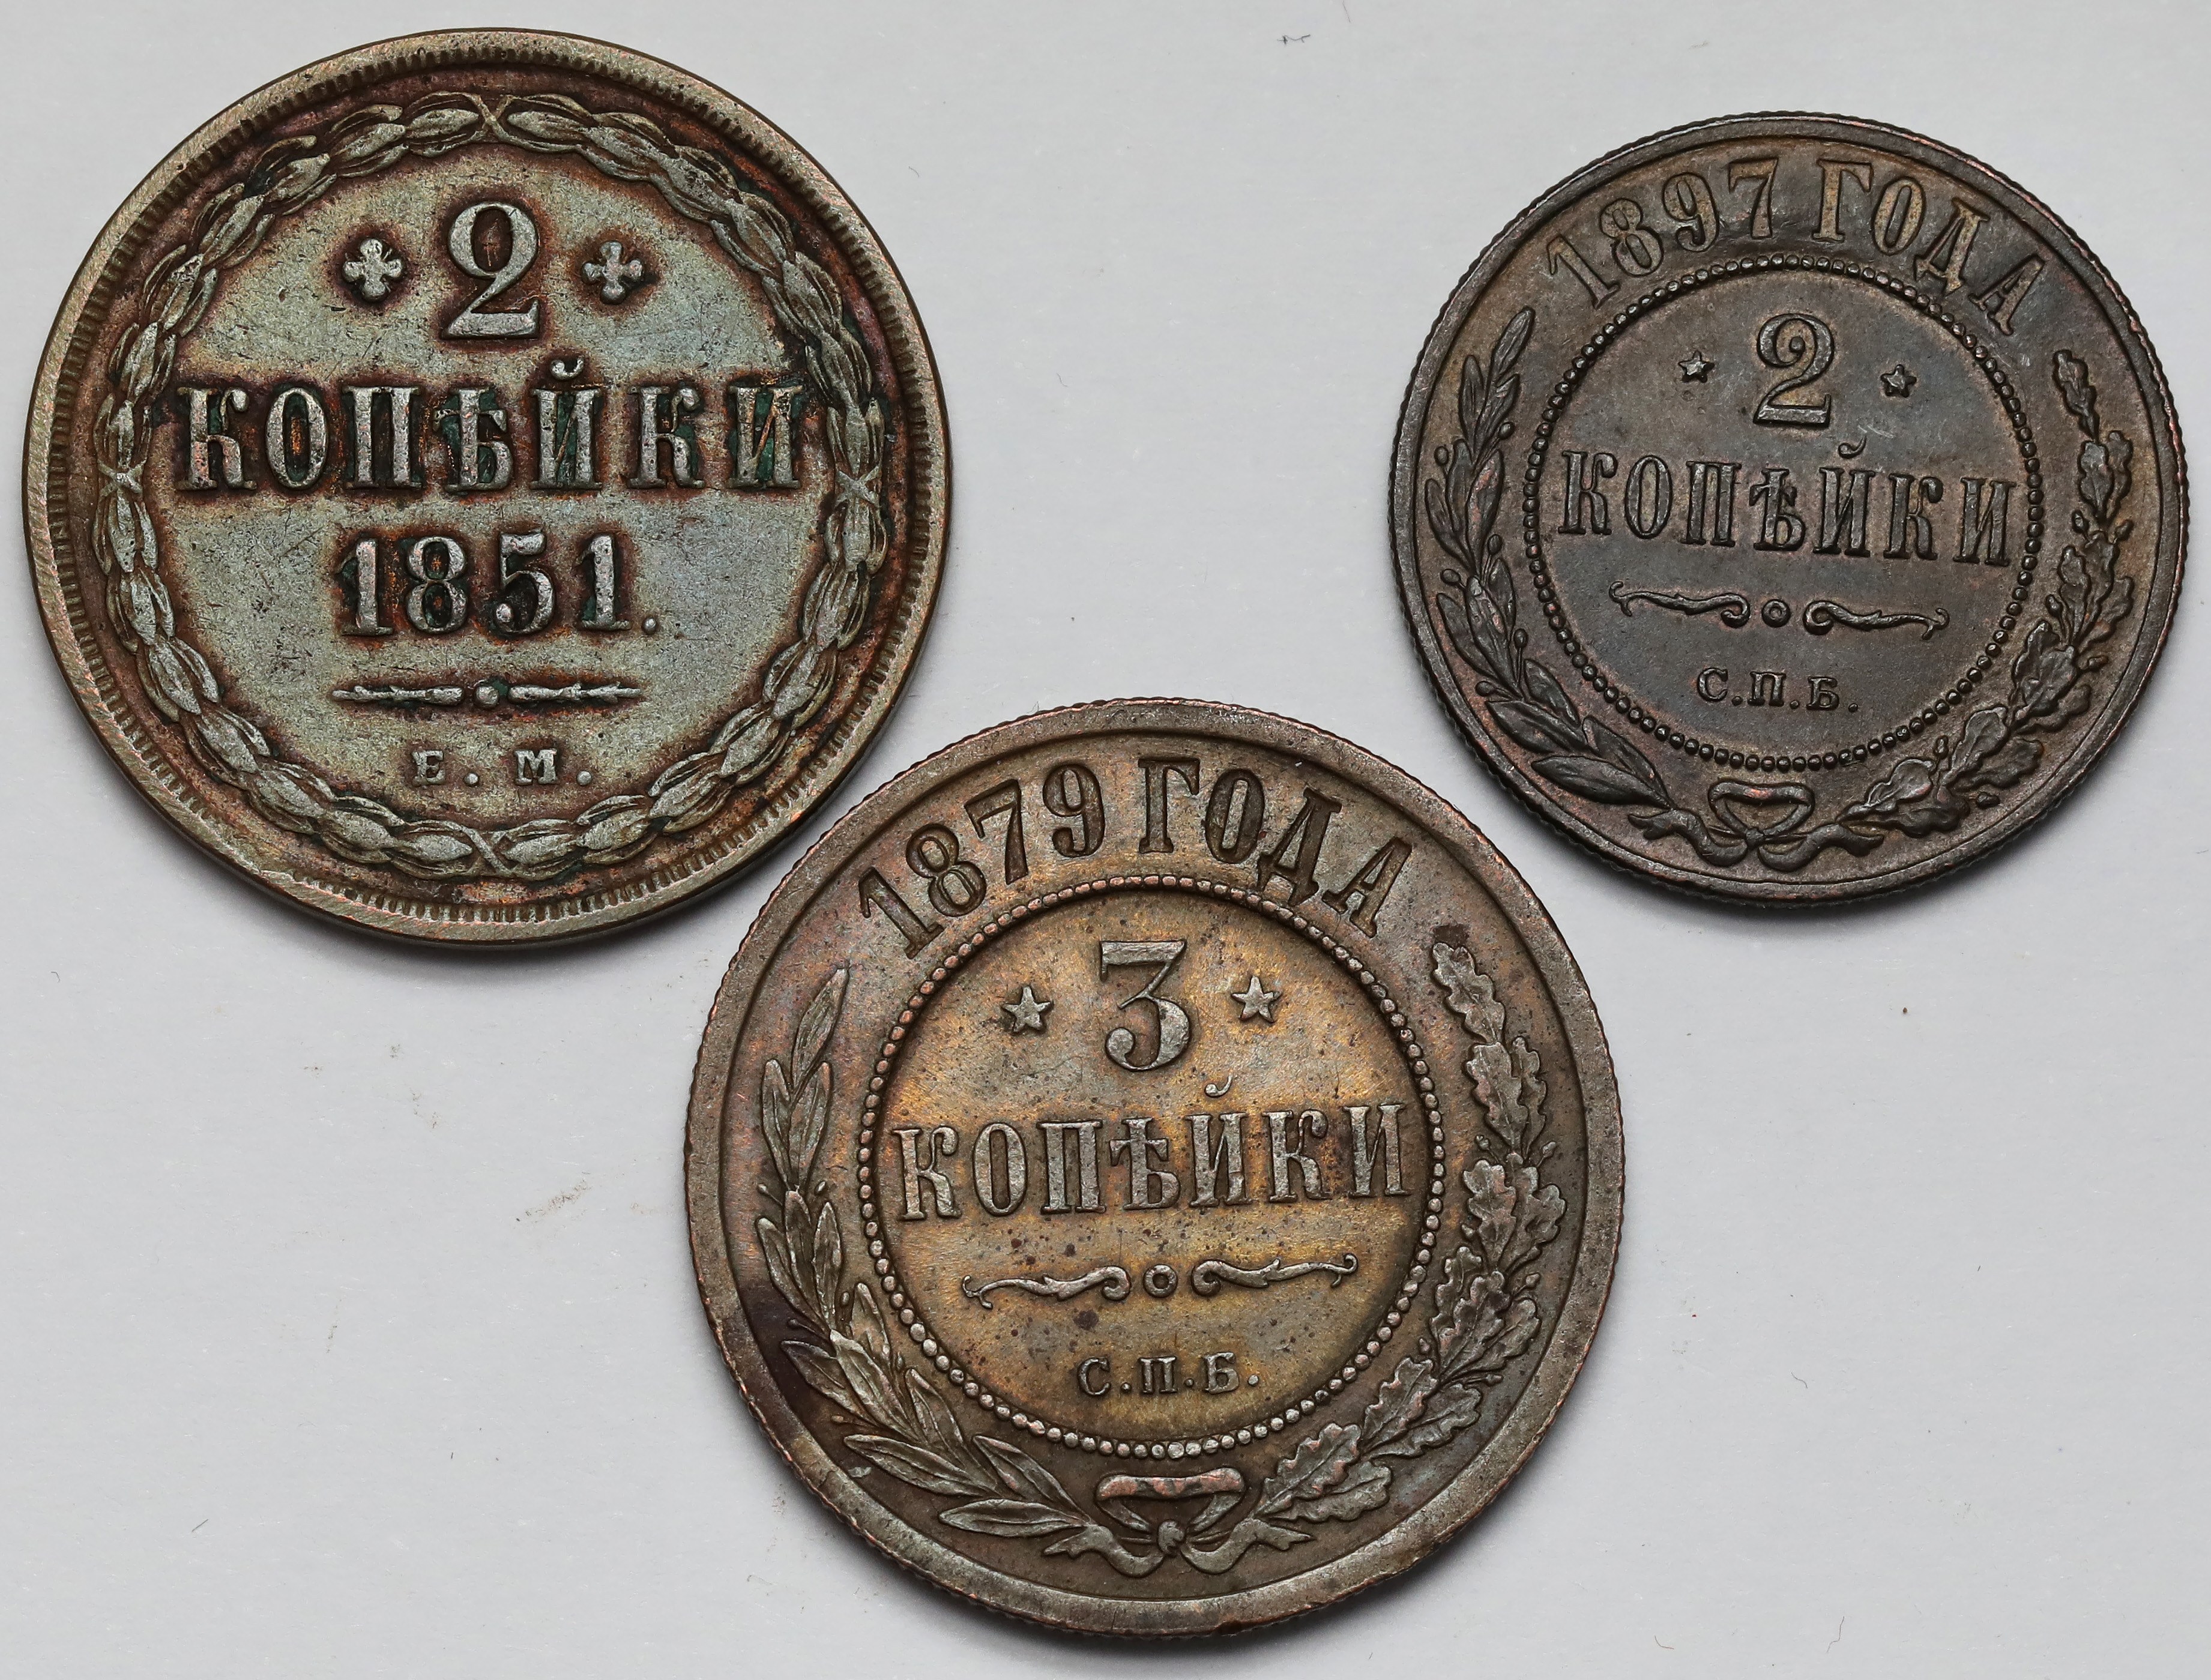 2
КОПѢЙКИ
1851.
Е. М.
1897 ГОДА
2
КОПѢЙКИ
С.П.Б.
1879 ГОДА
3
КОПѢЙКИ
С.П.Б.